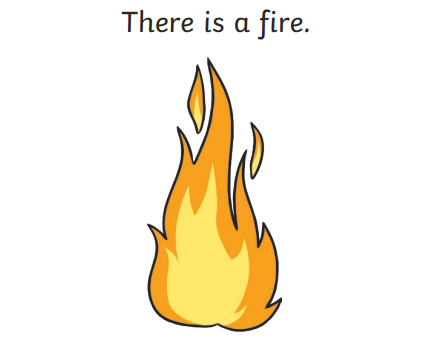 There is a fire.